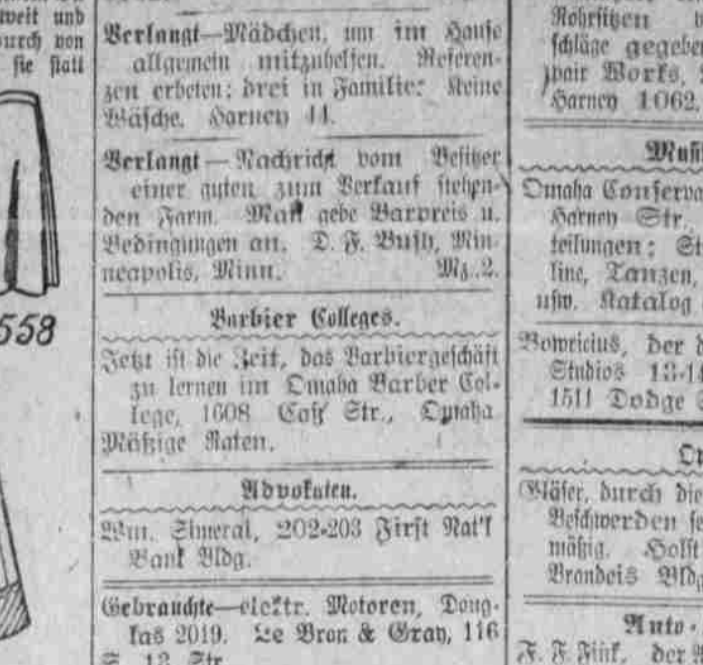 weit und
durch von
sie statt
558
Verlangt—Mädchen, um im Hause
allgemein mitzuhelfen. Referen-
zen erbeten; drei in Familie; Keine
Wäsche. Harney 11.
Verlangt — Nachricht vom Besitzer
einer guten zum Verkauf stehen-
den Farm. Man gebe Barpreis u.
Bedingungen an. D. F. Bush, Min-
neapolis, Minn. Mz. 2.
Barbier Colleges.
Jetzt ist die Zeit, das Barbiergeschäft
zu lernen im Omaha Barber Col-
lege, 1608 Caß Str., Omaha
Mäßige Raten.
Advokaten.
Wm. Simeral, 202-203 First Nat'l
Bank Bldg.
Gebrauchte—elektr. Motoren, Doug-
las 2019. Le Bron & Gray, 116
S. 13. Str.
Rohrsitzen
schläge gegeben
pair Works,
Harney 1062.
Omaha Conserva
Harney Str.,
teilungen: St
line, Tanzen,
usw. Katalog
Bowricius, der
Studios 13-14
1511 Dodge
Gläser, durch die
Beschwerden
mäßig. Holst
Brandeis Bldg
Auto-
F. F. Fink, der